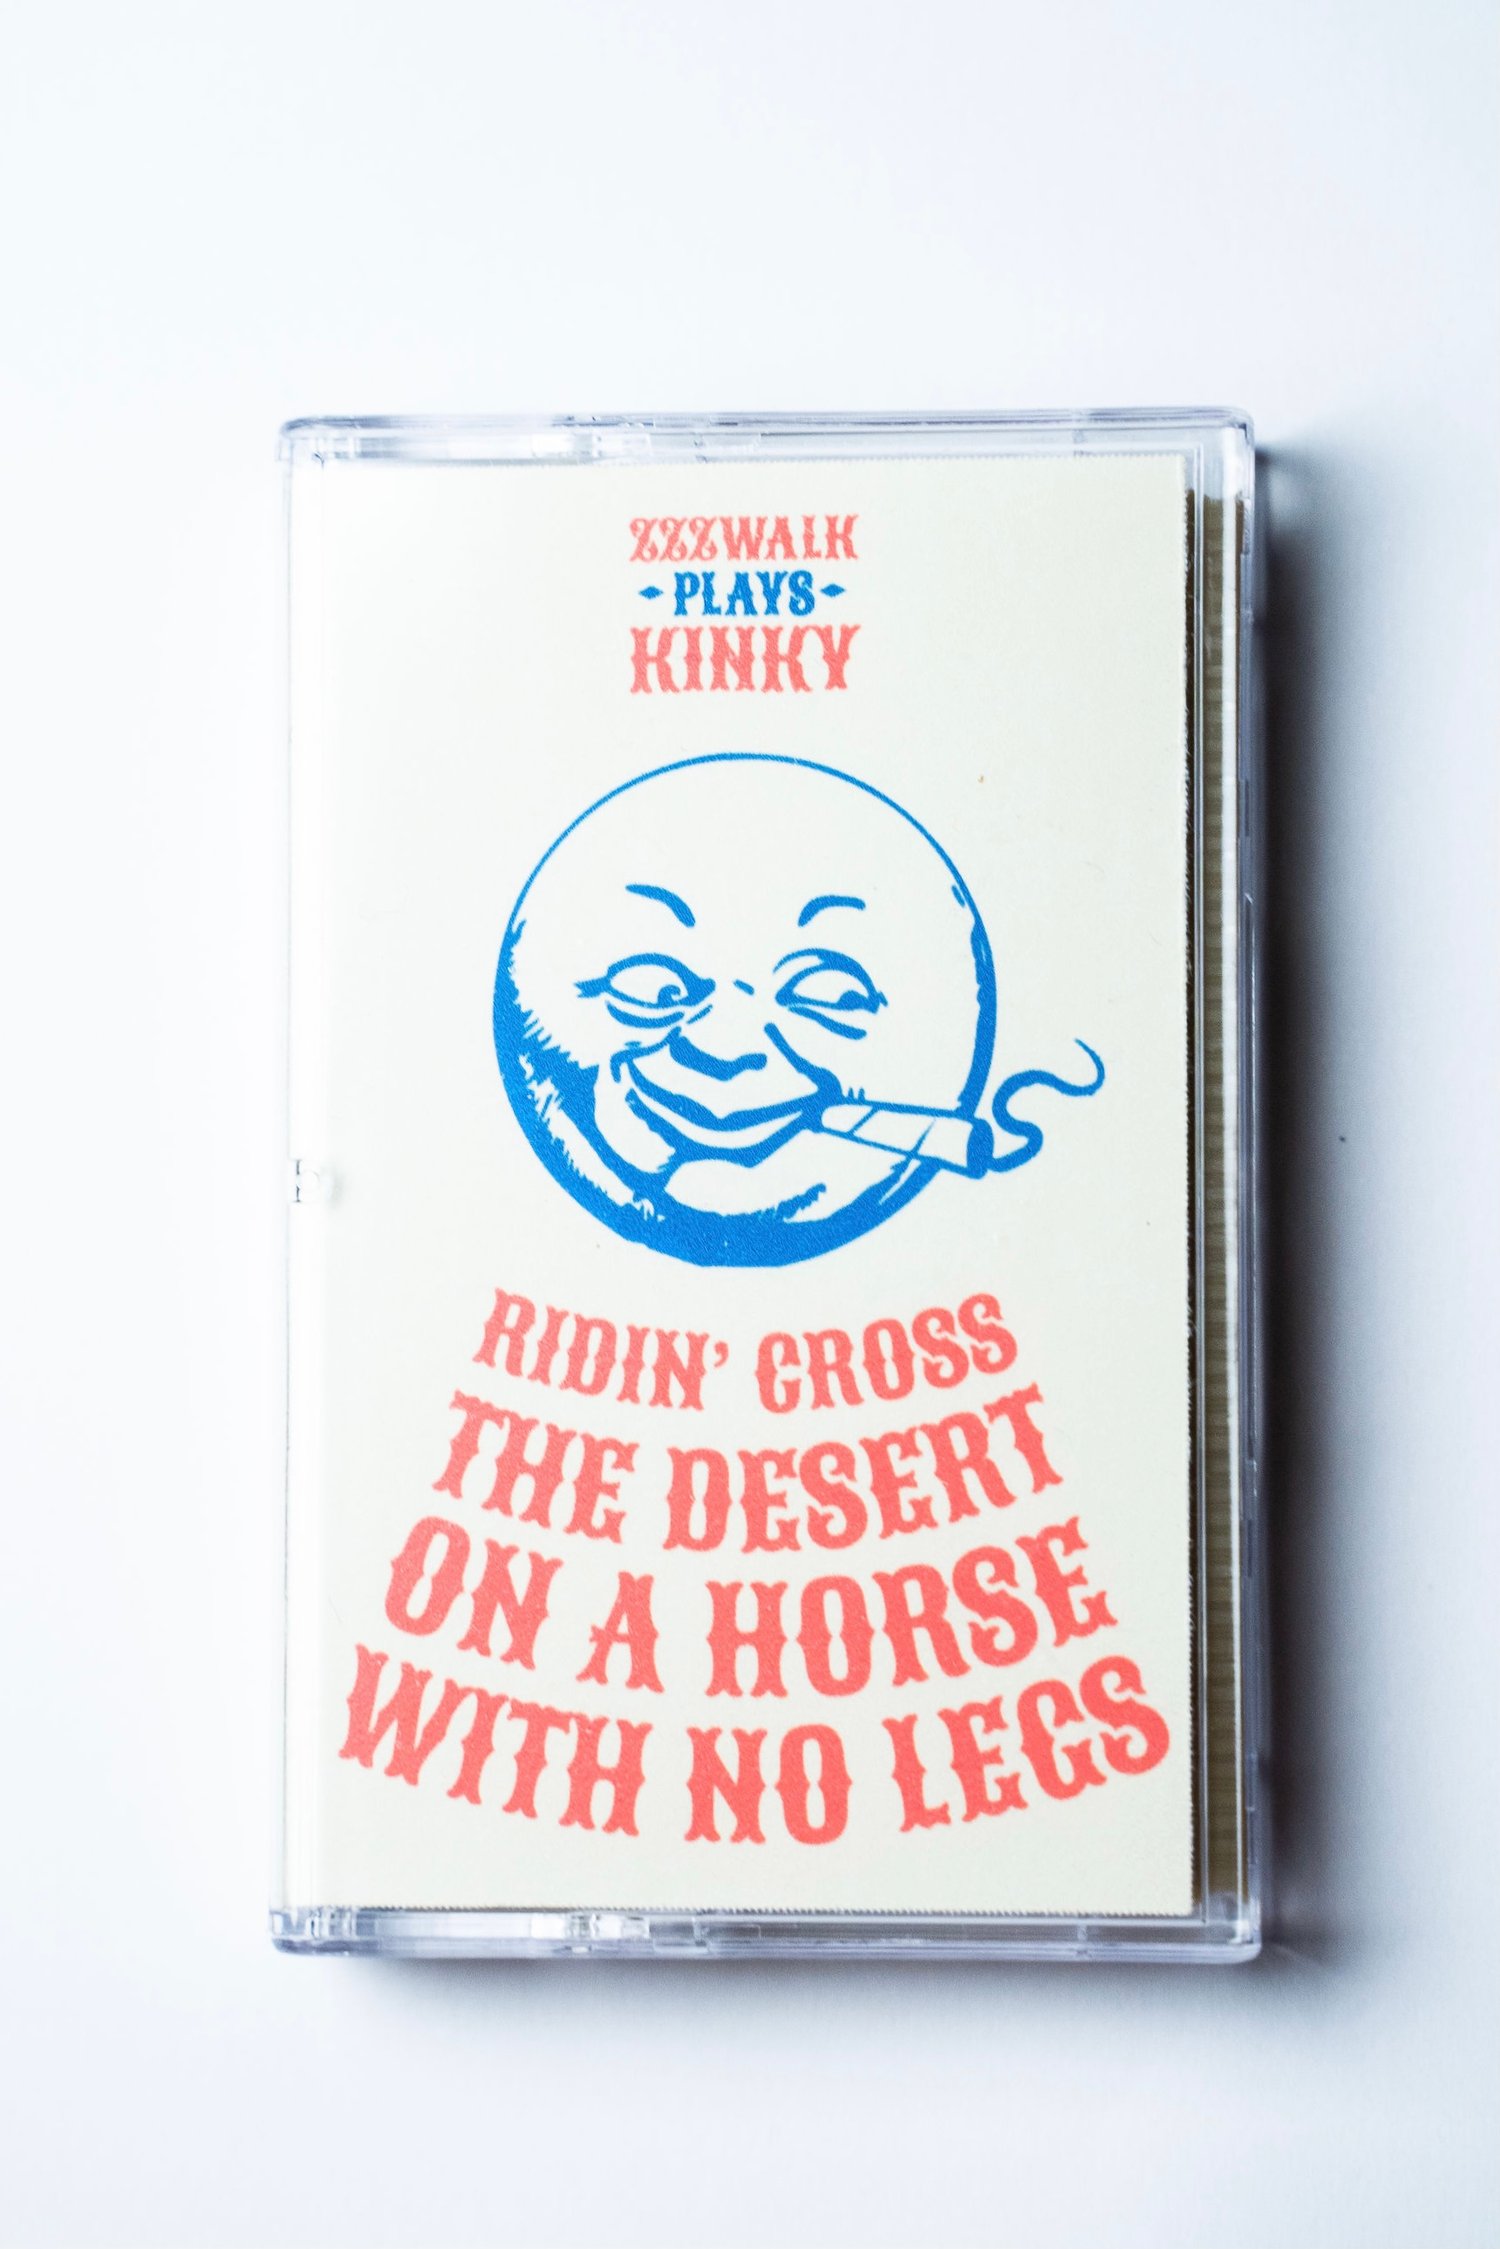 ZZZWALK
-PLAYS-
KINKY
RIDIN' CROSS
THE DESERT
ON A HORSE
WITH NO LEGS